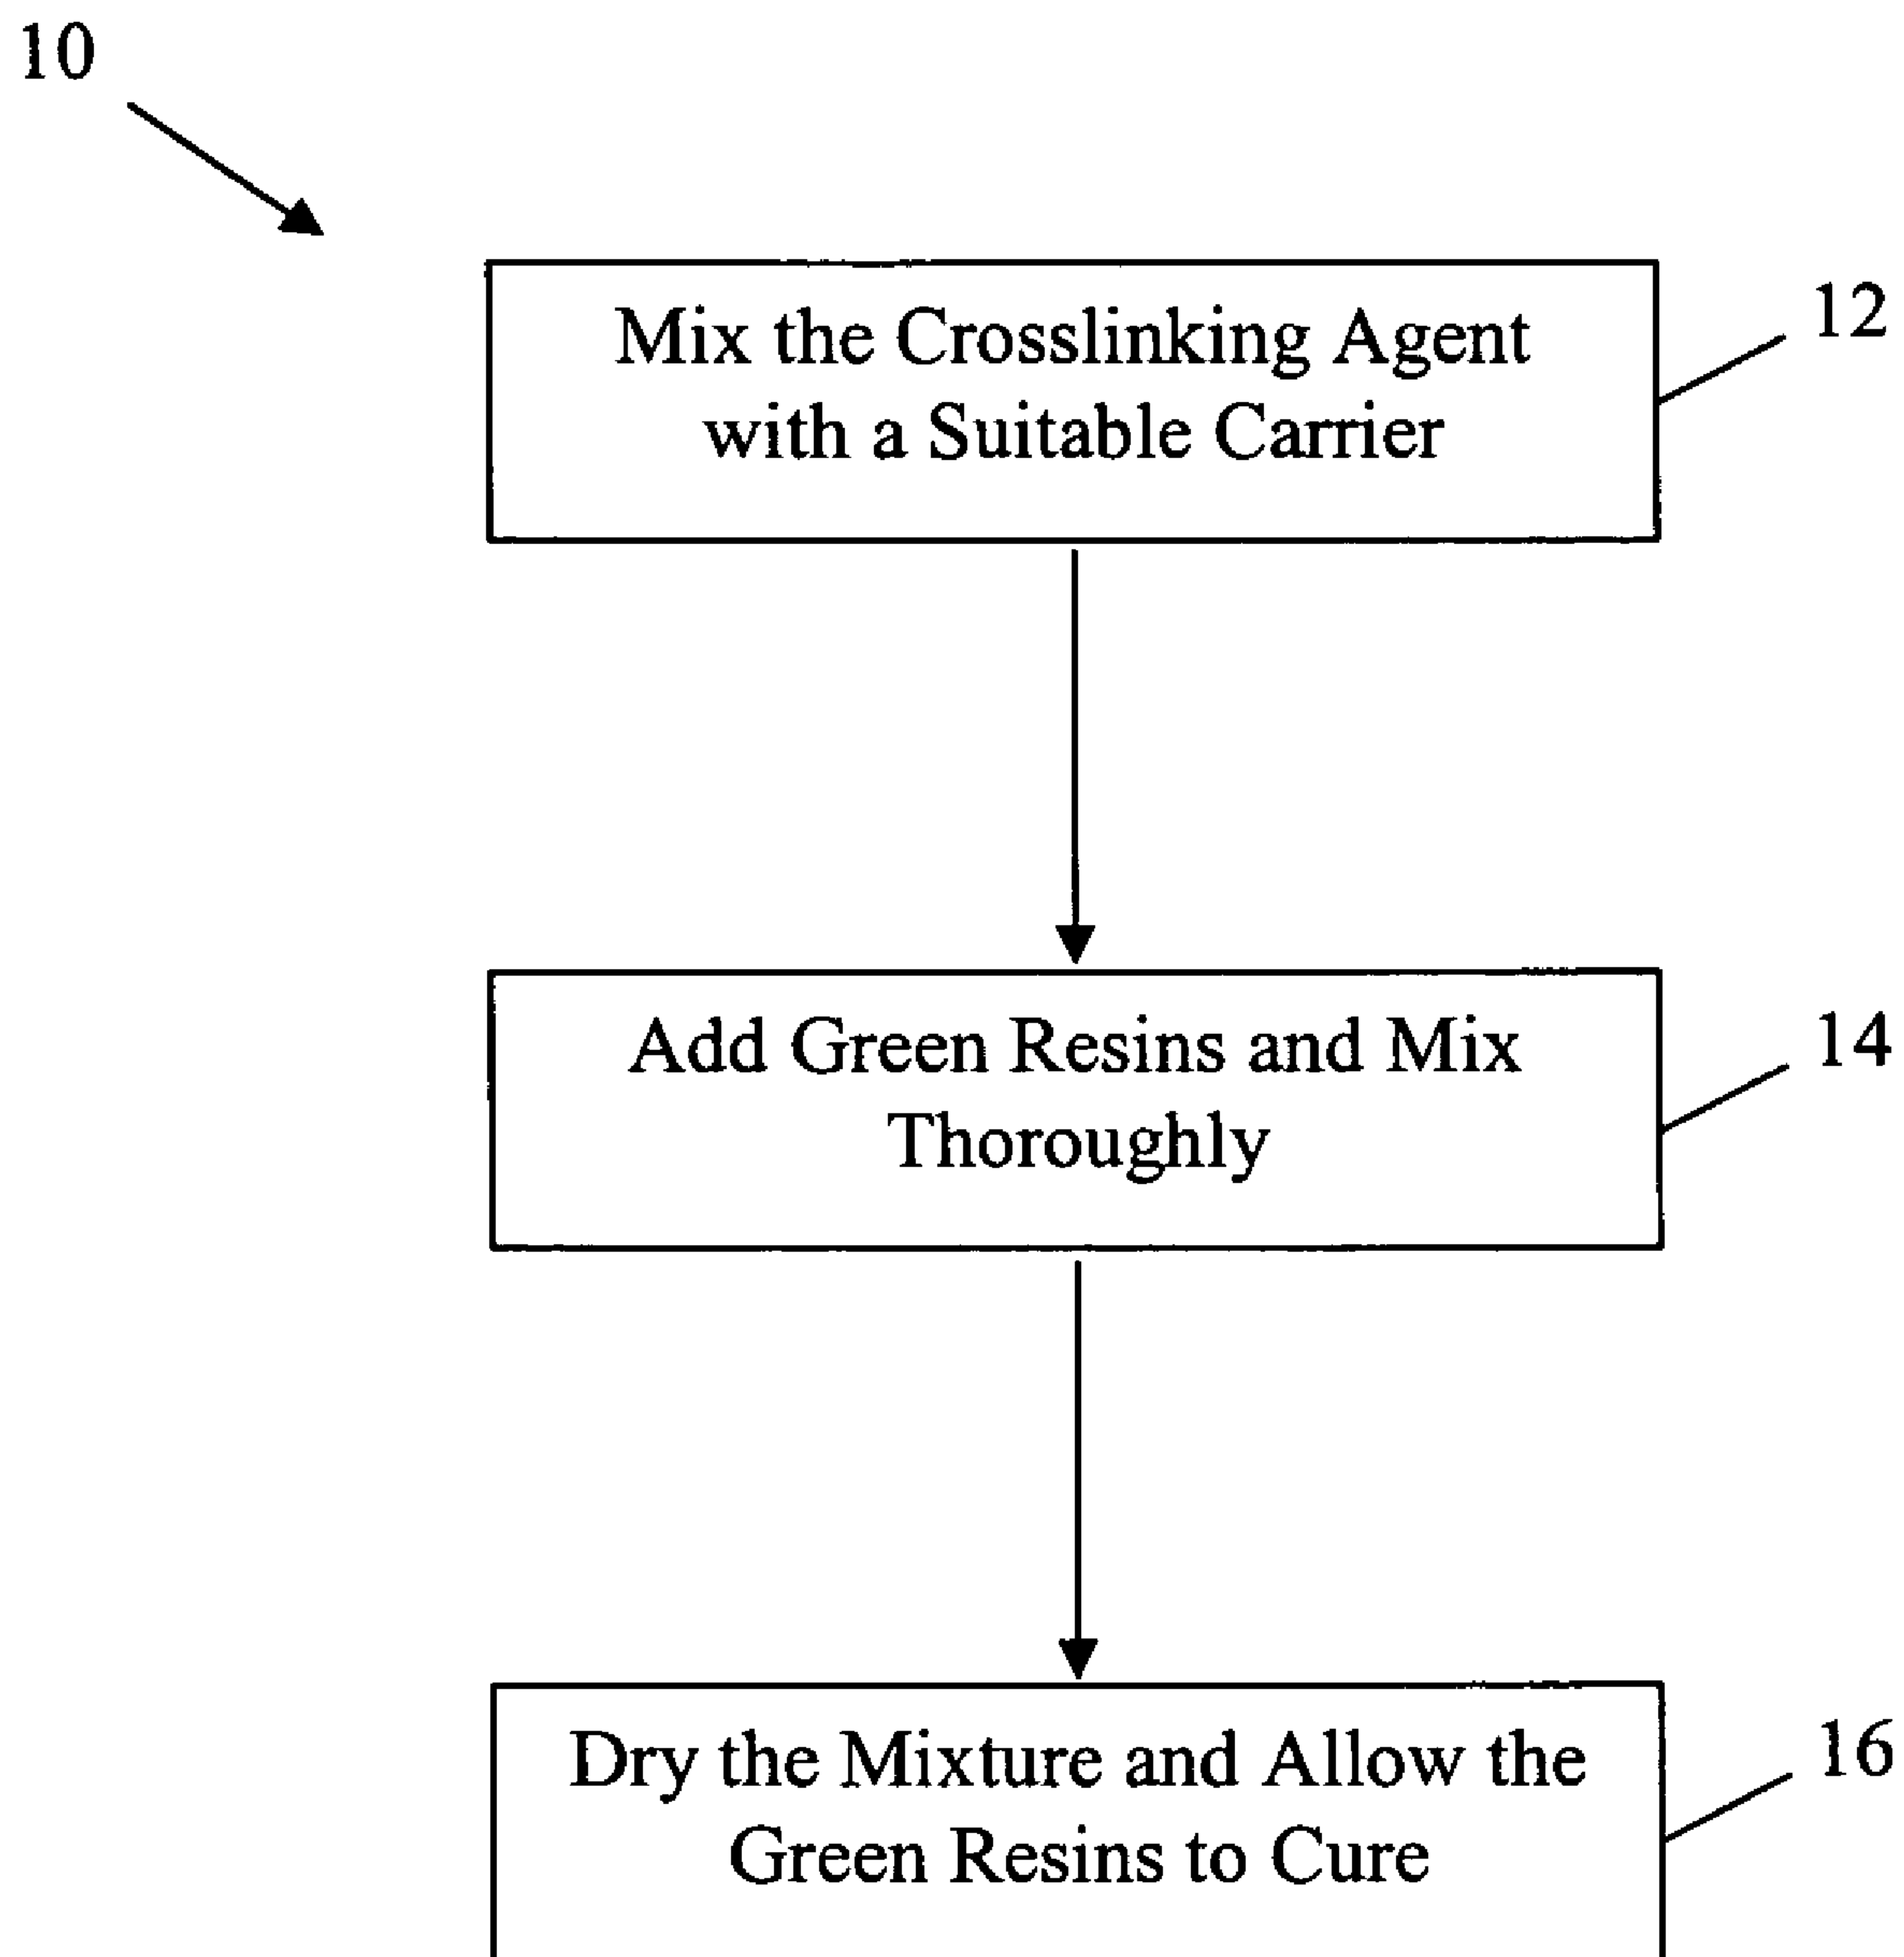 10
Mix the Crosslinking Agent
with a Suitable Carrier
12
Add Green Resins and Mix
Thoroughly
14
Dry the Mixture and Allow the
Green Resins to Cure
16